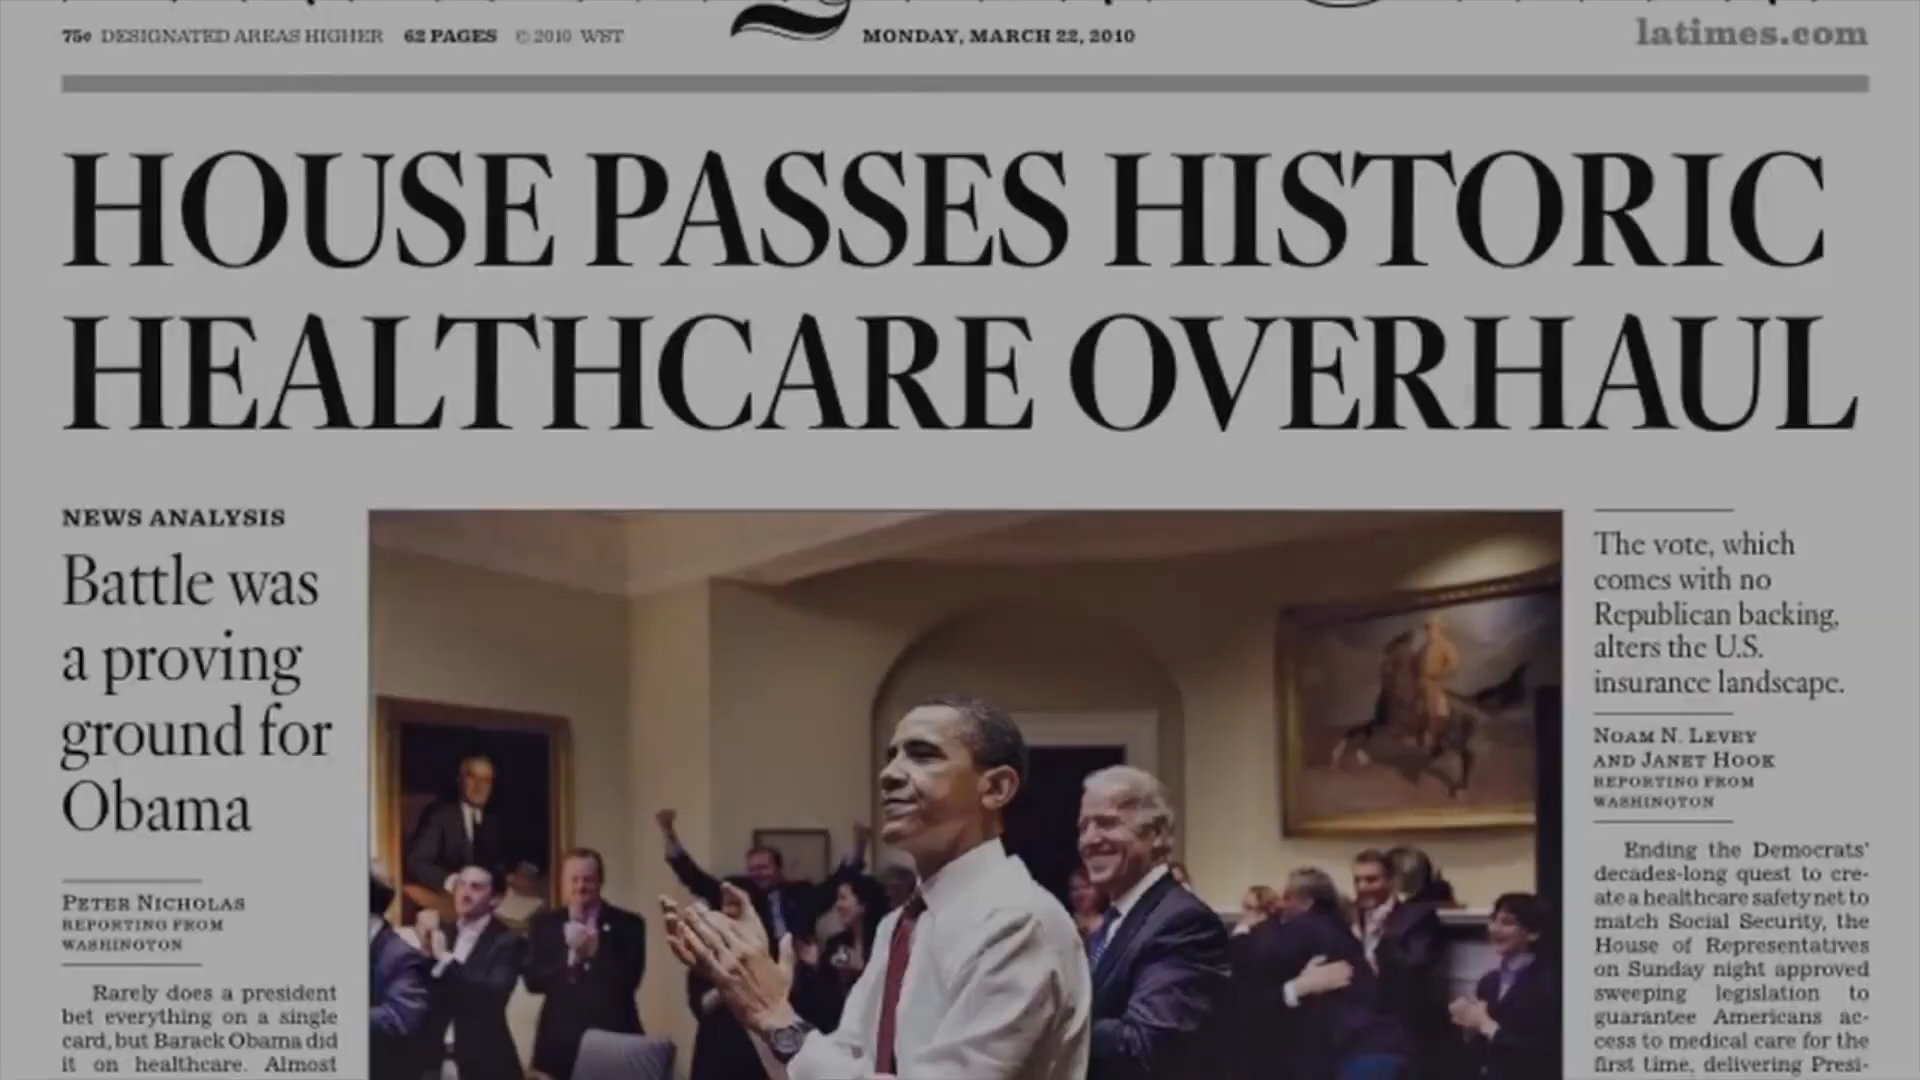 75¢ DESIGNATED AREAS HIGHER 62 PAGES © 2010 WST
MONDAY, MARCH 22, 2010
latimes.com
HOUSE PASSES HISTORIC
HEALTHCARE OVERHAUL
NEWS ANALYSIS
Battle was
a proving
ground for
Obama
PETER NICHOLAS
REPORTING FROM
WASHINGTON
Rarely does a president
bet everything on a single
card, but Barack Obama did
it on healthcare. Almost
The vote, which
comes with no
Republican backing,
alters the U.S.
insurance landscape.
NOAM N. LEVEY
AND JANET HOOK
REPORTING FROM
WASHINGTON
Ending the Democrats'
decades-long quest to cre-
ate a healthcare safety net to
match Social Security, the
House of Representatives
on Sunday night approved
sweeping legislation to
guarantee Americans ac-
cess to medical care for the
first time, delivering Presi-